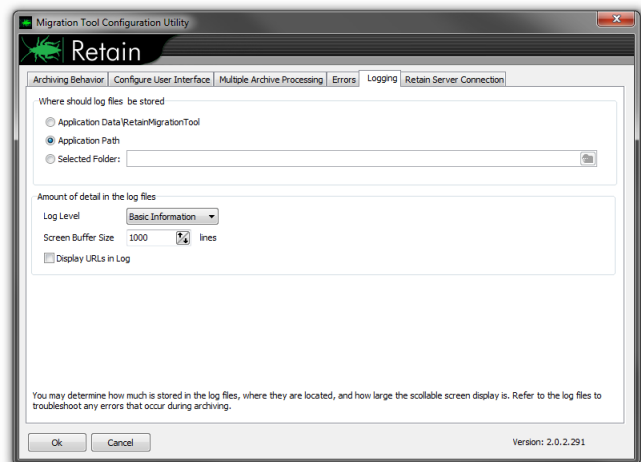 Migration Tool Configuration Utility
Retain
Archiving Behavior Configure User Interface Multiple Archive Processing Errors Logging Retain Server Connection
Where should log files be stored
Application Data\RetainMigrationTool
Application Path
Selected Folder:
Amount of detail in the log files
Log Level Basic Information
Screen Buffer Size 1000 lines
Display URLs in Log
You may determine how much is stored in the log files, where they are located, and how large the scollable screen display is. Refer to the log files to
troubleshoot any errors that occur during archiving.
Ok Cancel Version: 2.0.2.291